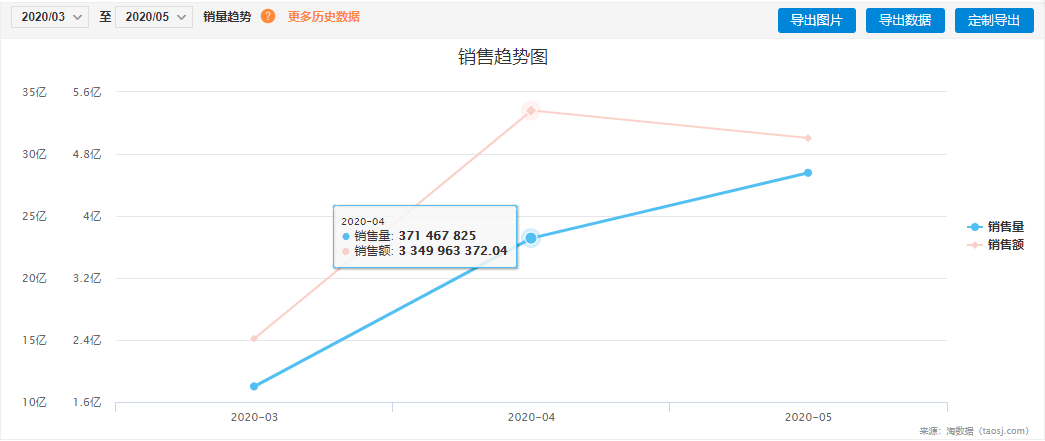 2020/03 至 2020/05 销量趋势 ? 更多历史数据 导出图片 导出数据 定制导出
销售趋势图
35亿 5.6亿
30亿 4.8亿
25亿 4亿
20亿 3.2亿
15亿 2.4亿
10亿 1.6亿
2020-04
销售量: 371 467 825
销售额: 3 349 963 372.04
销售量
销售额
2020-03 2020-04 2020-05
来源：淘数据（taosj.com）